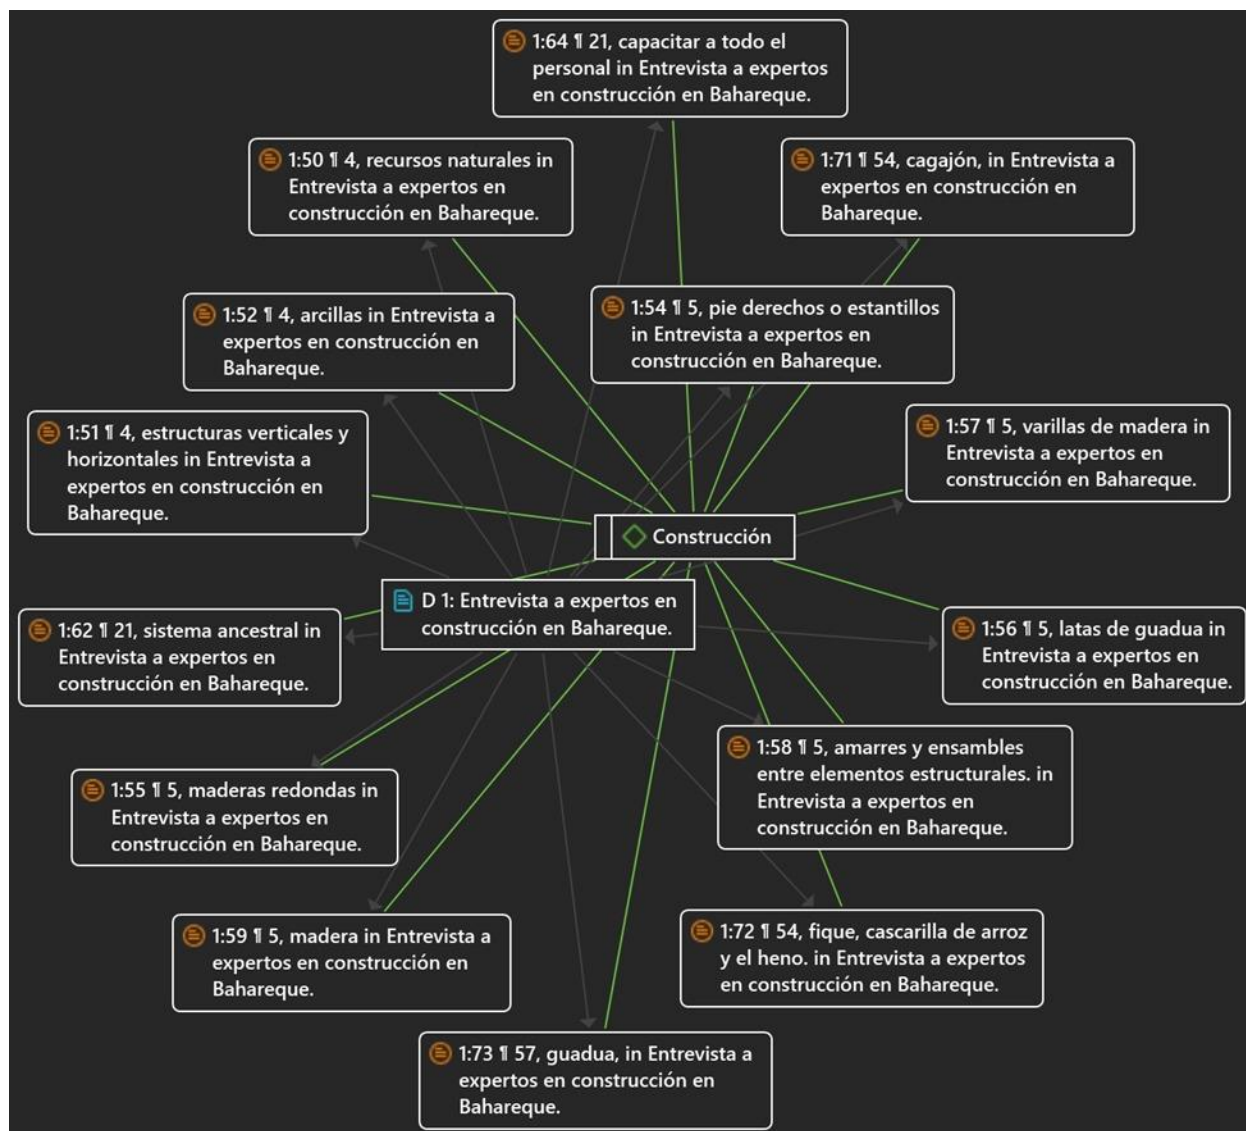 1:64 ¶ 21, capacitar a todo el
personal in Entrevista a expertos
en construcción en Bahareque.
1:50 ¶ 4, recursos naturales in
Entrevista a expertos en
construcción en Bahareque.
1:71 ¶ 54, cagajón, in Entrevista a
expertos en construcción en
Bahareque.
1:52 ¶ 4, arcillas in Entrevista a
expertos en construcción en
Bahareque.
1:54 ¶ 5, pie derechos o estantillos
in Entrevista a expertos en
construcción en Bahareque.
1:51 ¶ 4, estructuras verticales y
horizontales in Entrevista a
expertos en construcción en
Bahareque.
1:57 ¶ 5, varillas de madera in
Entrevista a expertos en
construcción en Bahareque.
Construcción
D 1: Entrevista a expertos en
construcción en Bahareque.
1:62 ¶ 21, sistema ancestral in
Entrevista a expertos en
construcción en Bahareque.
1:56 ¶ 5, latas de guadua in
Entrevista a expertos en
construcción en Bahareque.
1:58 ¶ 5, amarres y ensambles
entre elementos estructurales. in
Entrevista a expertos en
construcción en Bahareque.
1:55 ¶ 5, maderas redondas in
Entrevista a expertos en
construcción en Bahareque.
1:59 ¶ 5, madera in Entrevista a
expertos en construcción en
Bahareque.
1:72 ¶ 54, fique, cascarilla de arroz
y el heno. in Entrevista a expertos
en construcción en Bahareque.
1:73 ¶ 57, guadua, in Entrevista a
expertos en construcción en
Bahareque.